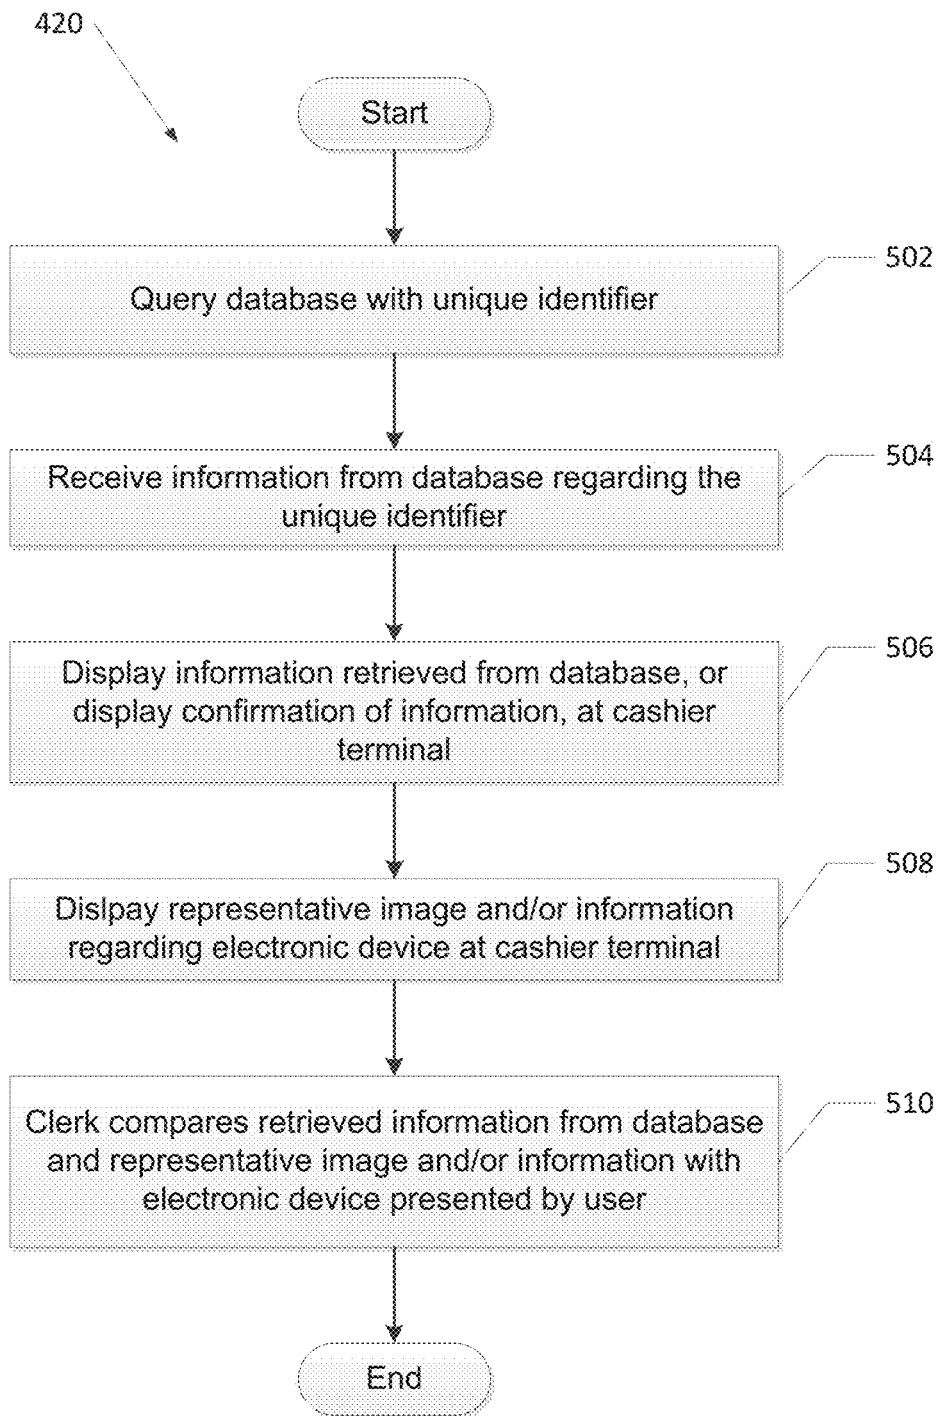 420
Start
502
Query database with unique identifier
504
Receive information from database regarding the
unique identifier
506
Display information retrieved from database, or
display confirmation of information, at cashier
terminal
508
Dislpay representative image and/or information
regarding electronic device at cashier terminal
510
Clerk compares retrieved information from database
and representative image and/or information with
electronic device presented by user
End